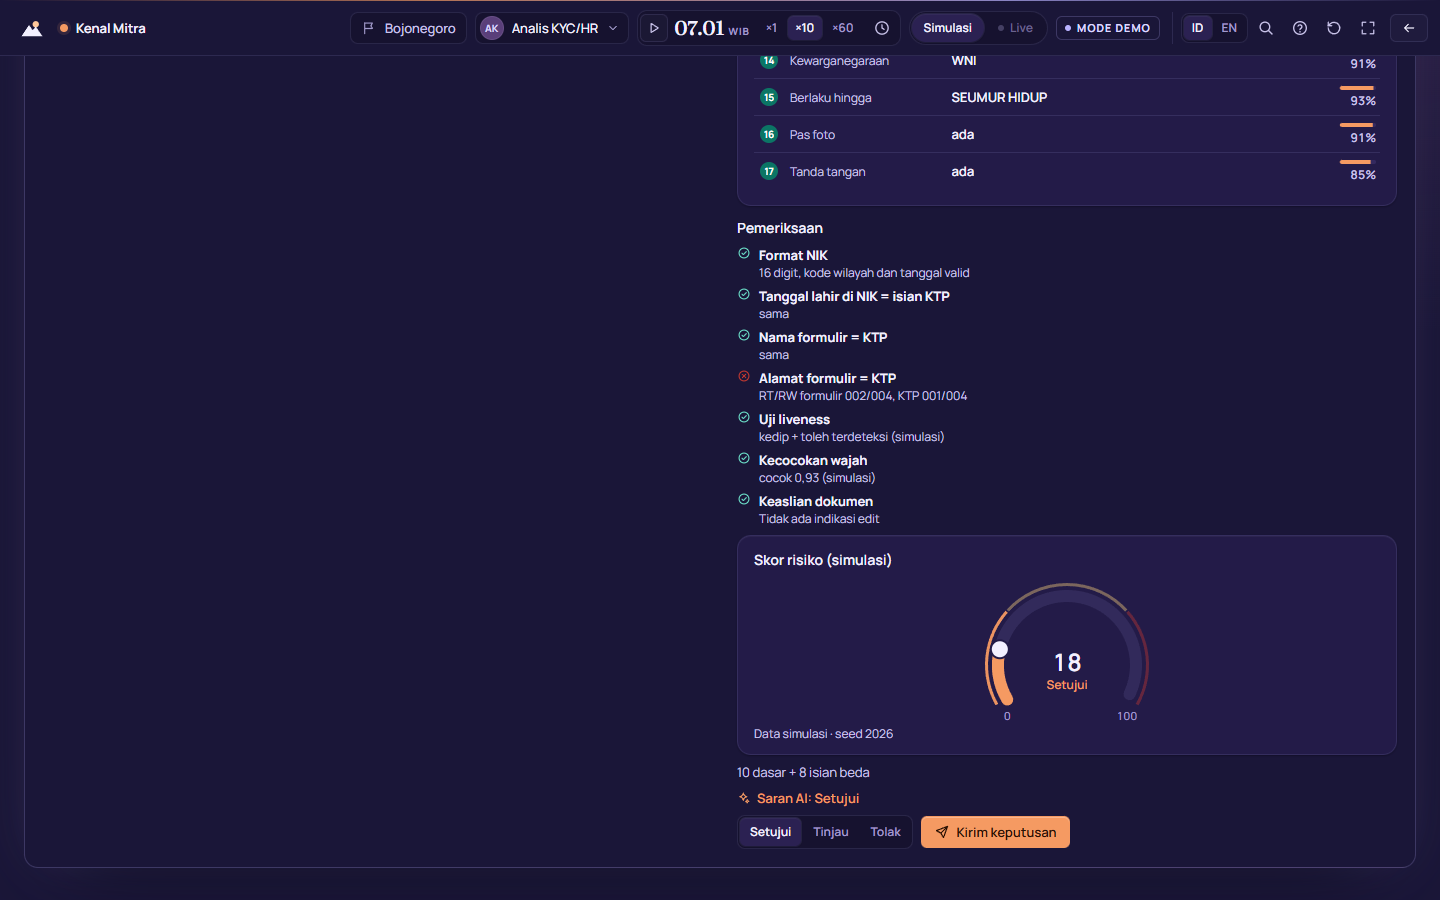 Kenal Mitra
Bojonegoro
AK Analis KYC/HR
07.01 WIB
×1 ×10 ×60
Simulasi Live
MODE DEMO
ID EN
14 Kewarganegaraan WNI 91%
15 Berlaku hingga SEUMUR HIDUP 93%
16 Pas foto ada 91%
17 Tanda tangan ada 85%
Pemeriksaan
Format NIK
16 digit, kode wilayah dan tanggal valid
Tanggal lahir di NIK = isian KTP
sama
Nama formulir = KTP
sama
Alamat formulir = KTP
RT/RW formulir 002/004, KTP 001/004
Uji liveness
kedip + toleh terdeteksi (simulasi)
Kecocokan wajah
cocok 0,93 (simulasi)
Keaslian dokumen
Tidak ada indikasi edit
Skor risiko (simulasi)
18
Setujui
0 100
Data simulasi · seed 2026
10 dasar + 8 isian beda
Saran AI: Setujui
Setujui Tinjau Tolak Kirim keputusan